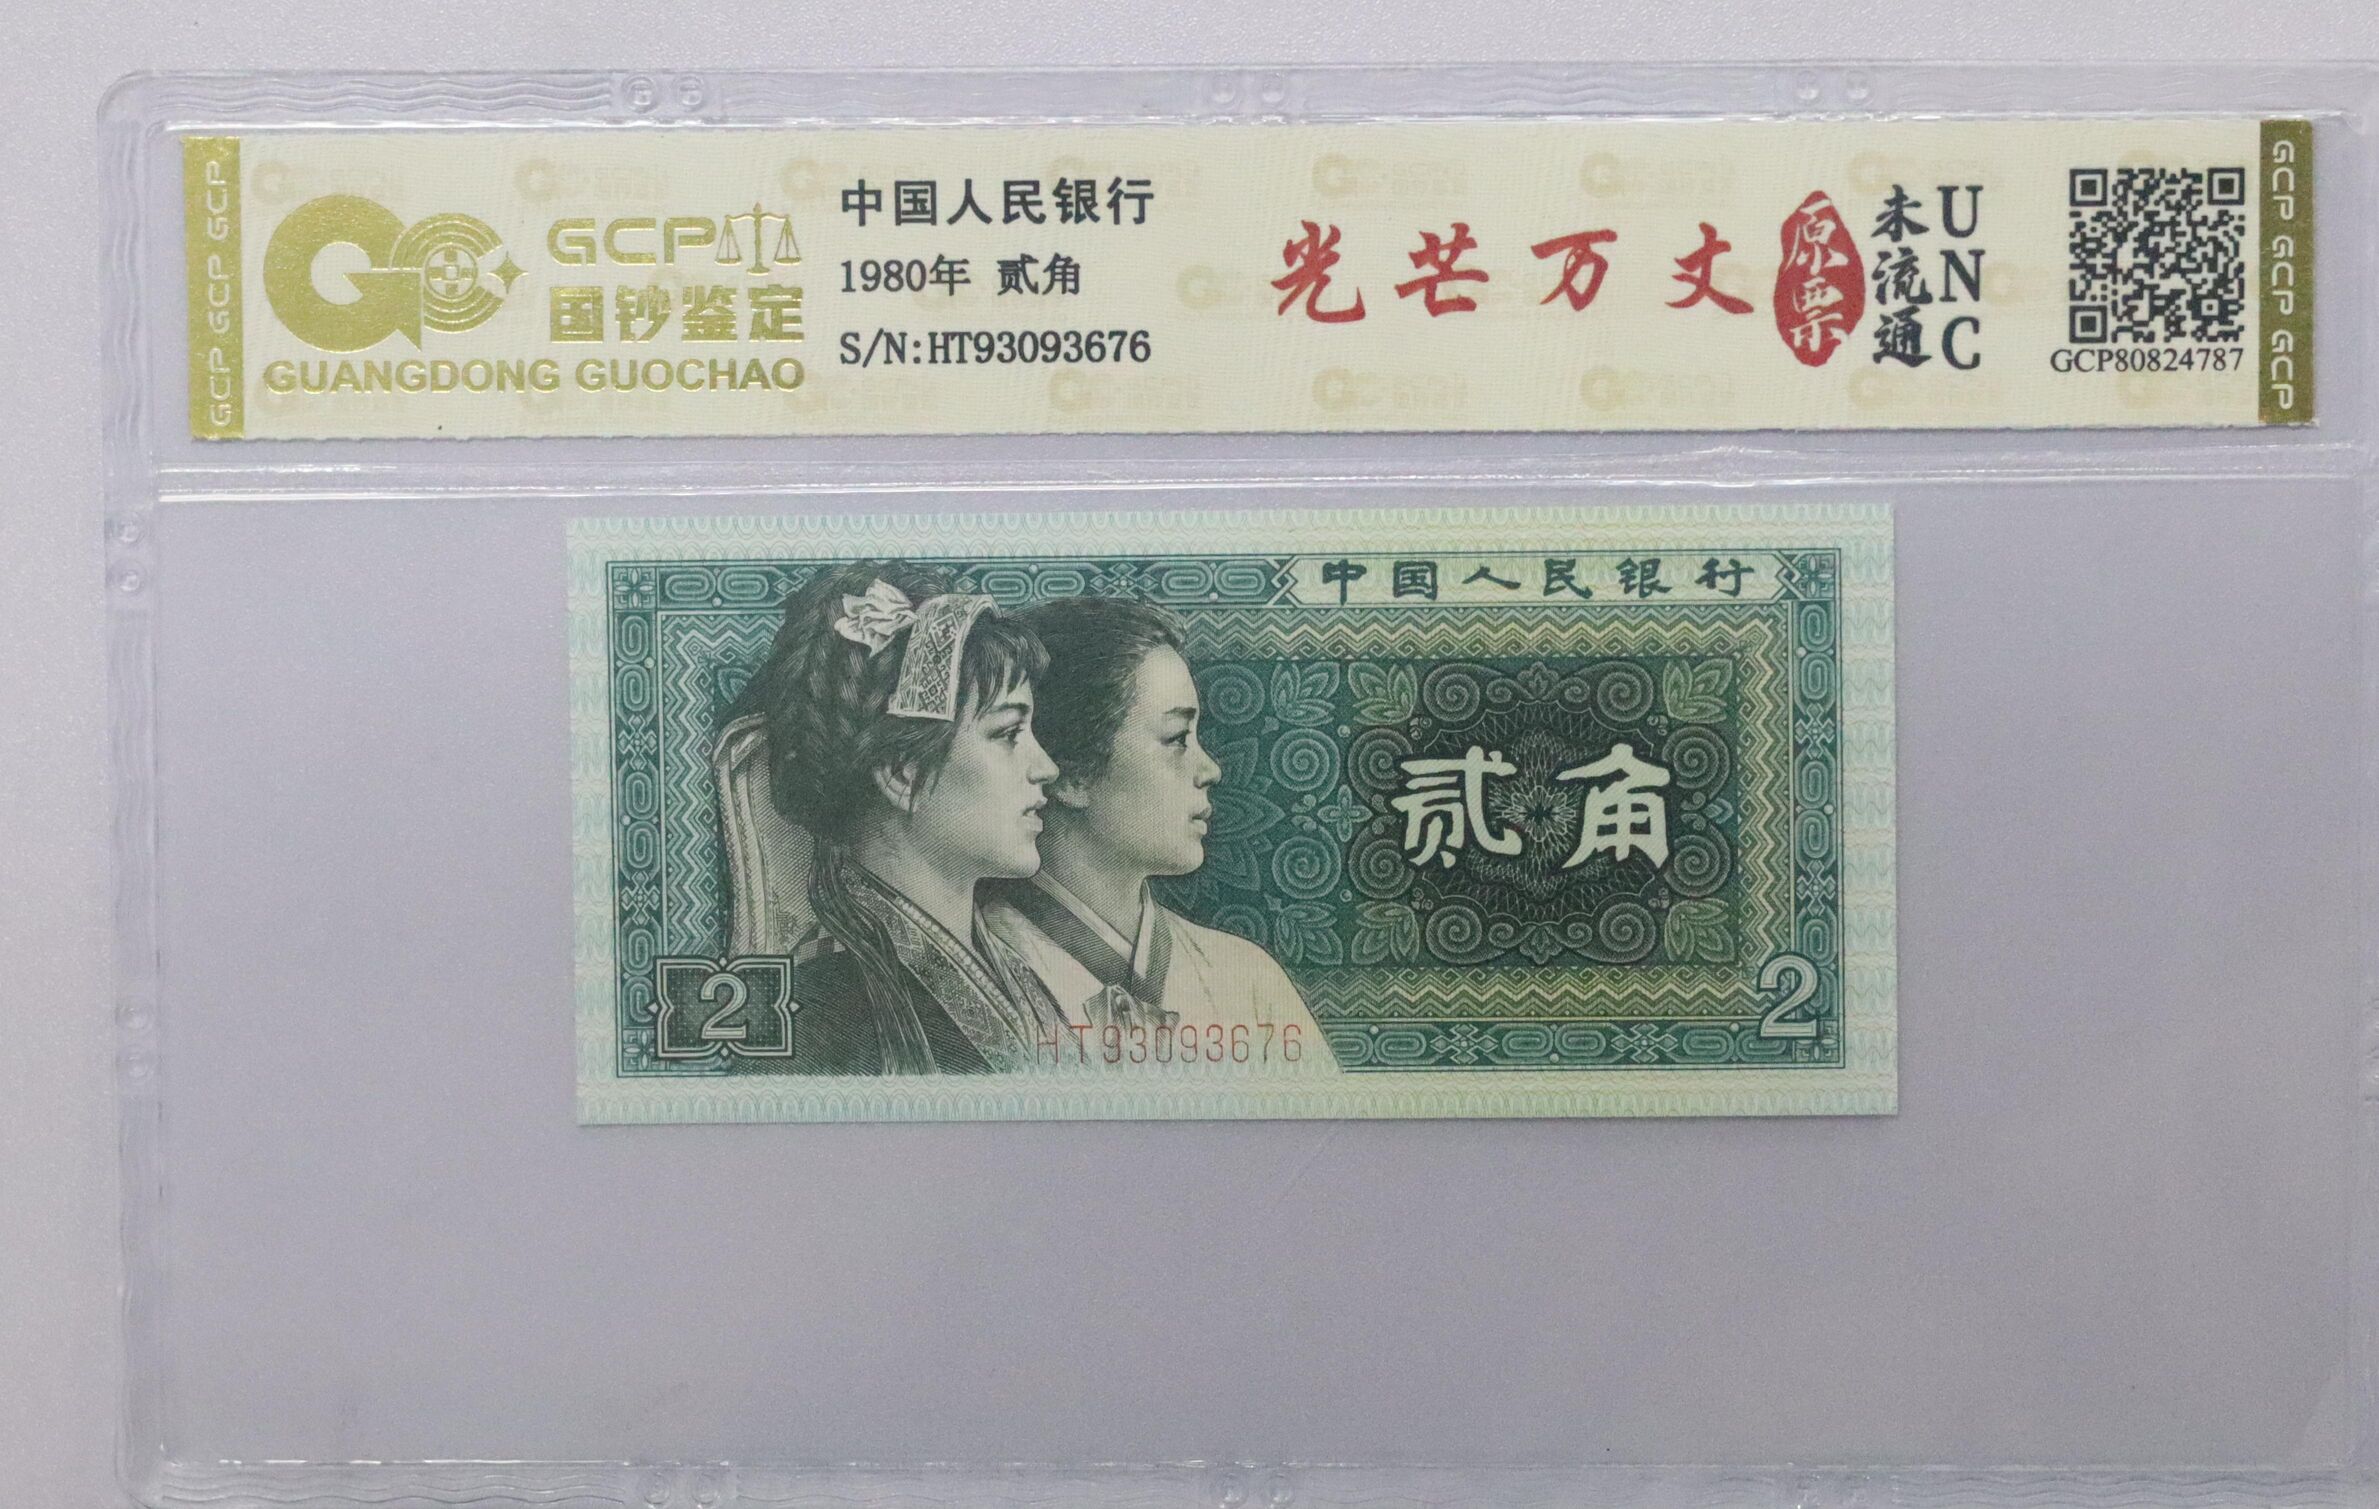 GCP GCP GCP
GCP
国钞鉴定
GUANGDONG GUOCHAO
中国人民银行
1980年 贰角
S/N:HT93093676
光芒万丈
原票
未流通
UNC
GCP80824787
GCP GCP GCP
中国人民银行
贰角
2
HT93093676
2